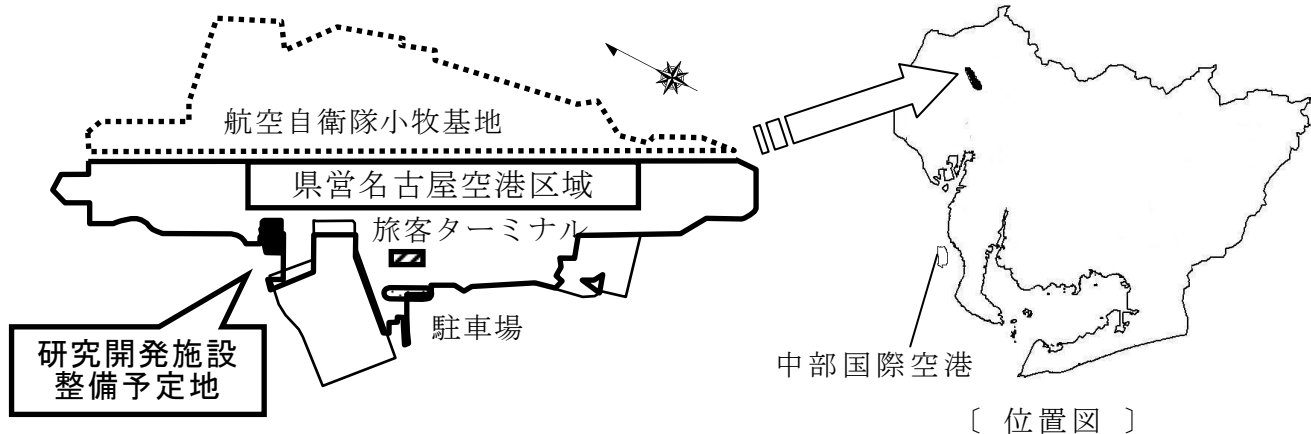 航空自衛隊小牧基地
県営名古屋空港区域
旅客ターミナル
駐車場
研究開発施設
整備予定地
中部国際空港
〔 位置図 〕